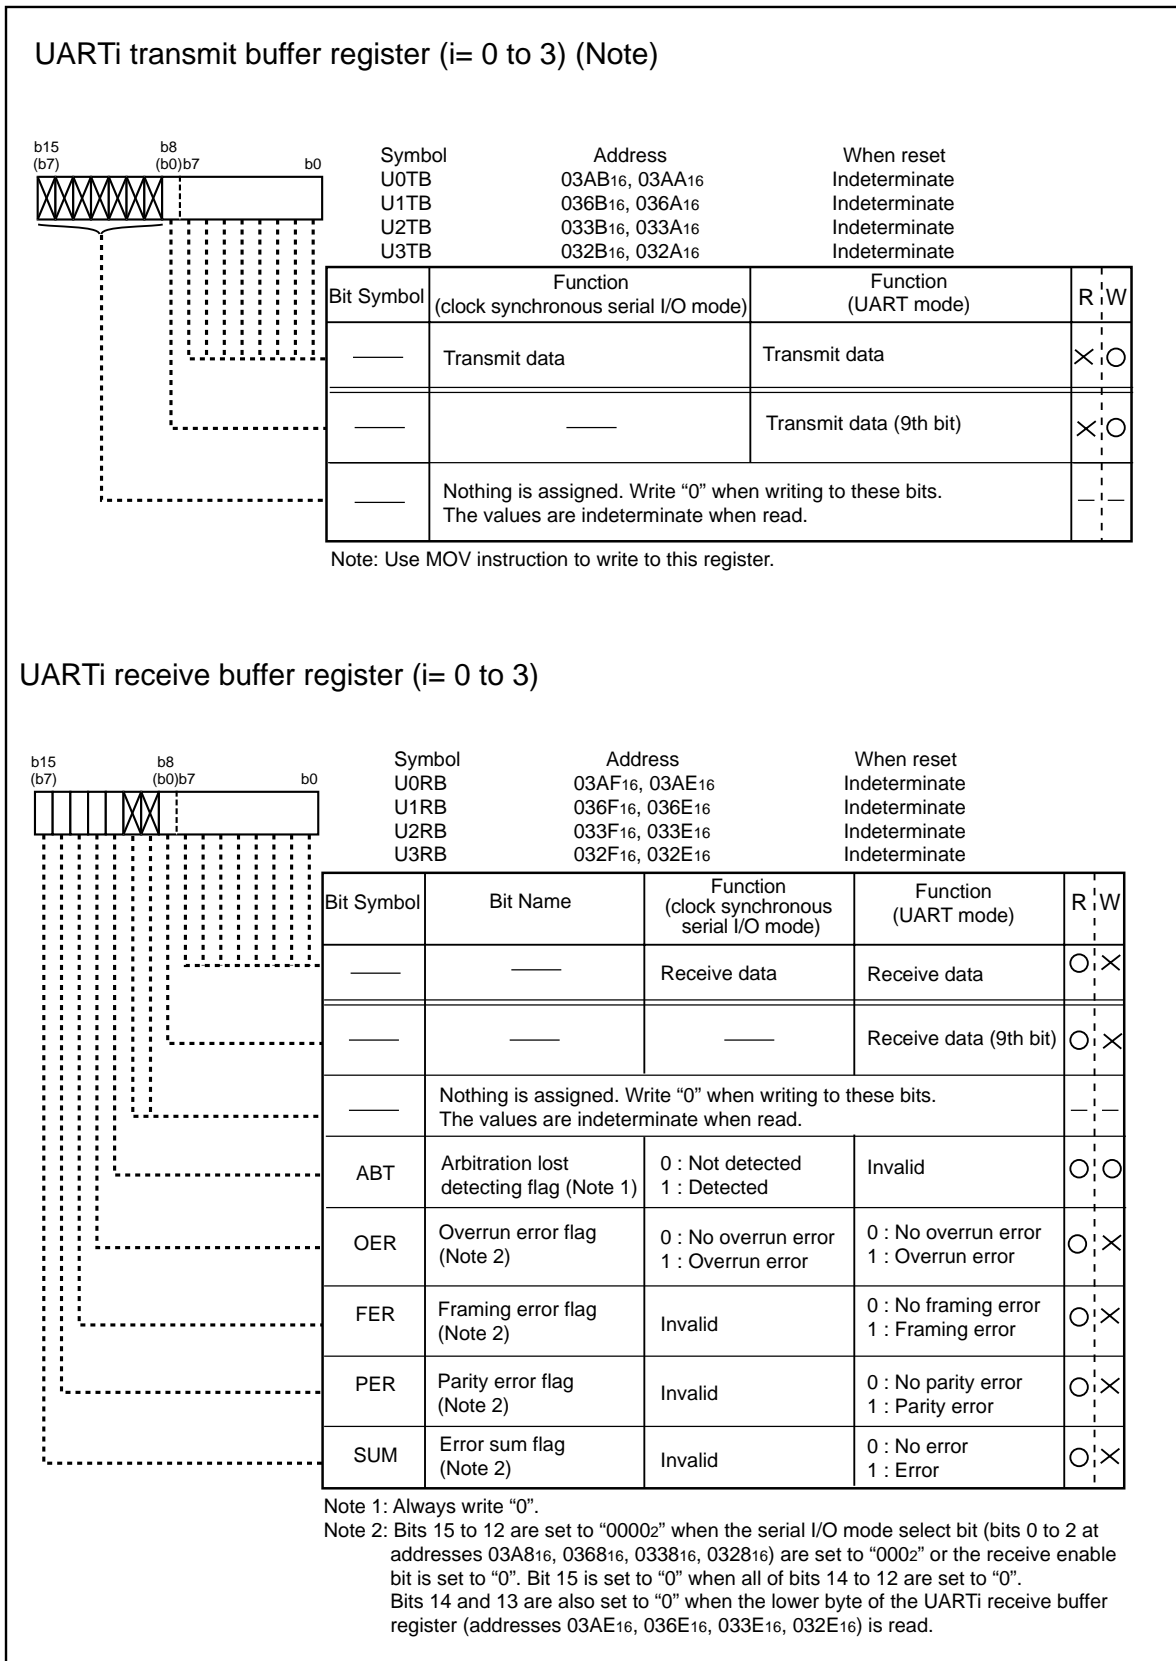 UARTi transmit buffer register (i= 0 to 3) (Note)
b15 b8
(b7) (b0)b7 b0
Symbol Address When reset
U0TB 03AB16, 03AA16 Indeterminate
U1TB 036B16, 036A16 Indeterminate
U2TB 033B16, 033A16 Indeterminate
U3TB 032B16, 032A16 Indeterminate
Bit Symbol Function (clock synchronous serial I/O mode) Function (UART mode) R W
Transmit data Transmit data
Transmit data (9th bit)
Nothing is assigned. Write “0” when writing to these bits.
The values are indeterminate when read.
Note: Use MOV instruction to write to this register.
UARTi receive buffer register (i= 0 to 3)
b15 b8
(b7) (b0)b7 b0
Symbol Address When reset
U0RB 03AF16, 03AE16 Indeterminate
U1RB 036F16, 036E16 Indeterminate
U2RB 033F16, 033E16 Indeterminate
U3RB 032F16, 032E16 Indeterminate
Bit Symbol Bit Name Function (clock synchronous serial I/O mode) Function (UART mode) R W
Receive data Receive data
Receive data (9th bit)
Nothing is assigned. Write “0” when writing to these bits.
The values are indeterminate when read.
ABT Arbitration lost detecting flag (Note 1) 0 : Not detected 1 : Detected Invalid
OER Overrun error flag (Note 2) 0 : No overrun error 1 : Overrun error 0 : No overrun error 1 : Overrun error
FER Framing error flag (Note 2) Invalid 0 : No framing error 1 : Framing error
PER Parity error flag (Note 2) Invalid 0 : No parity error 1 : Parity error
SUM Error sum flag (Note 2) Invalid 0 : No error 1 : Error
Note 1: Always write “0”.
Note 2: Bits 15 to 12 are set to “00002” when the serial I/O mode select bit (bits 0 to 2 at
addresses 03A816, 036816, 033816, 032816) are set to “0002” or the receive enable
bit is set to “0”. Bit 15 is set to “0” when all of bits 14 to 12 are set to “0”.
Bits 14 and 13 are also set to “0” when the lower byte of the UARTi receive buffer
register (addresses 03AE16, 036E16, 033E16, 032E16) is read.